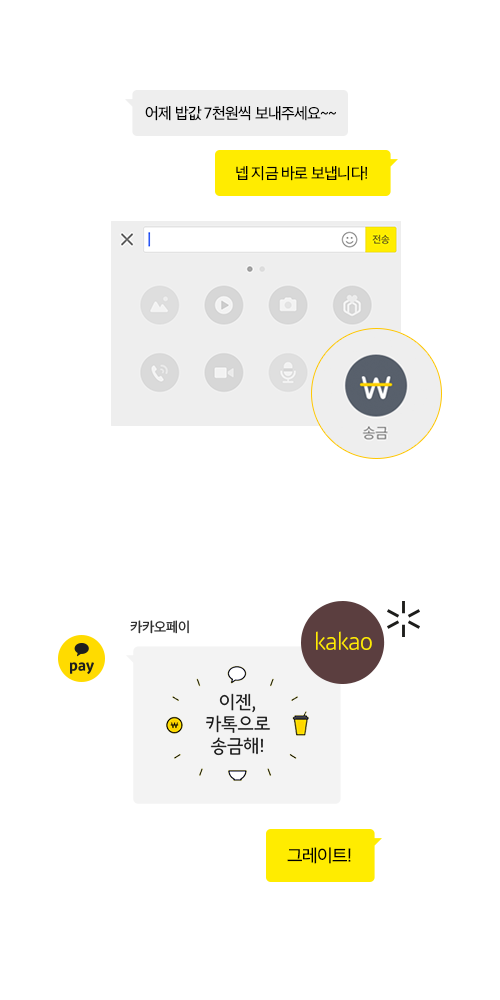 어제 밥값 7천원씩 보내주세요~~
넵 지금 바로 보냅니다!
전송
₩
송금
카카오페이
kakao
pay
이젠,
카톡으로
₩
송금해!
그레이트!